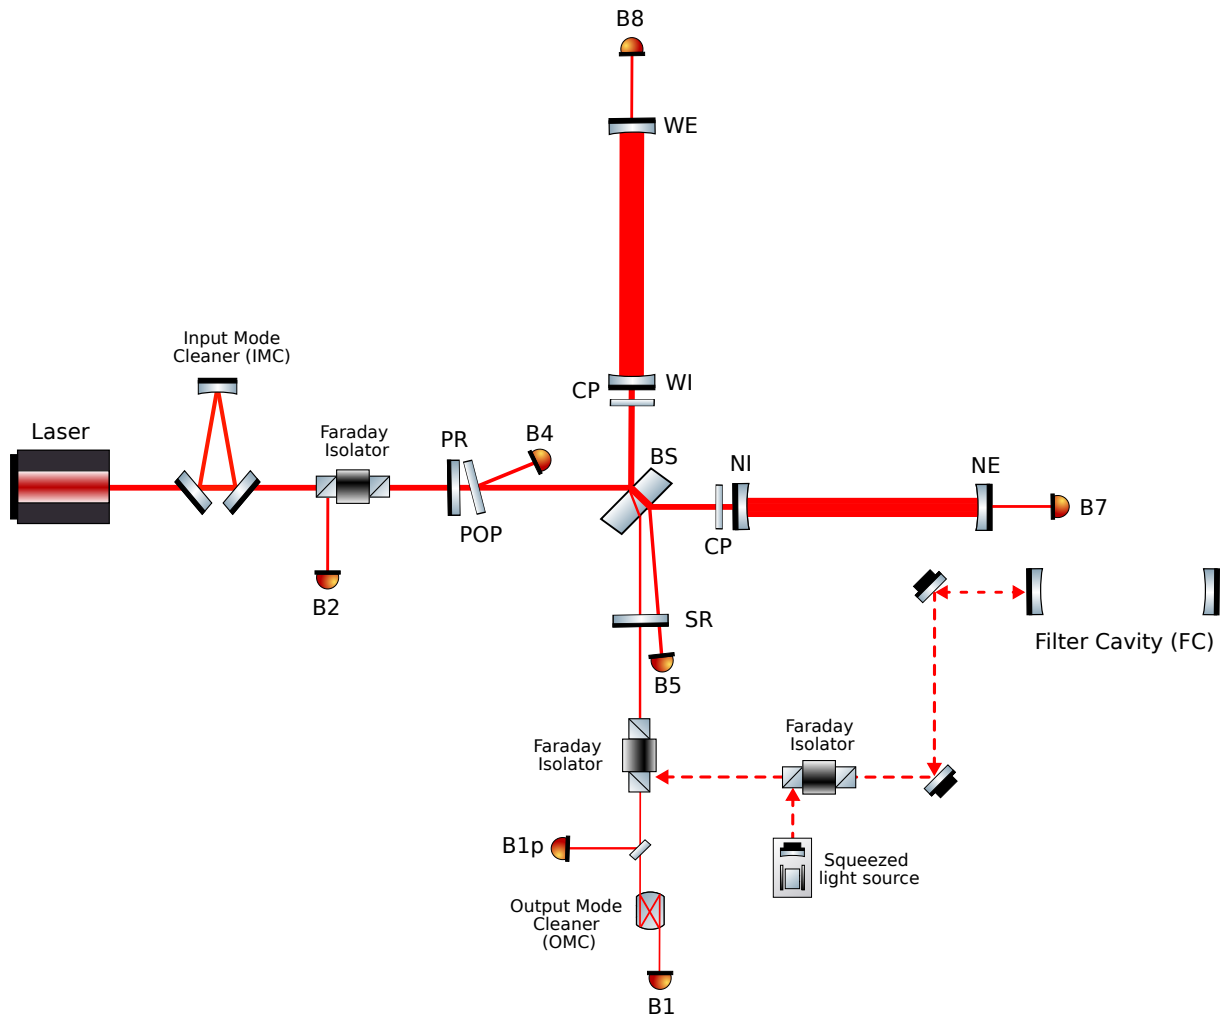 B8
WE
Input Mode
Cleaner (IMC)
CP
WI
Laser
Faraday
Isolator
PR
B4
BS
NI
NE
POP
CP
B7
B2
SR
Filter Cavity (FC)
B5
Faraday
Isolator
Faraday
Isolator
B1p
Squeezed
light source
Output Mode
Cleaner
(OMC)
B1